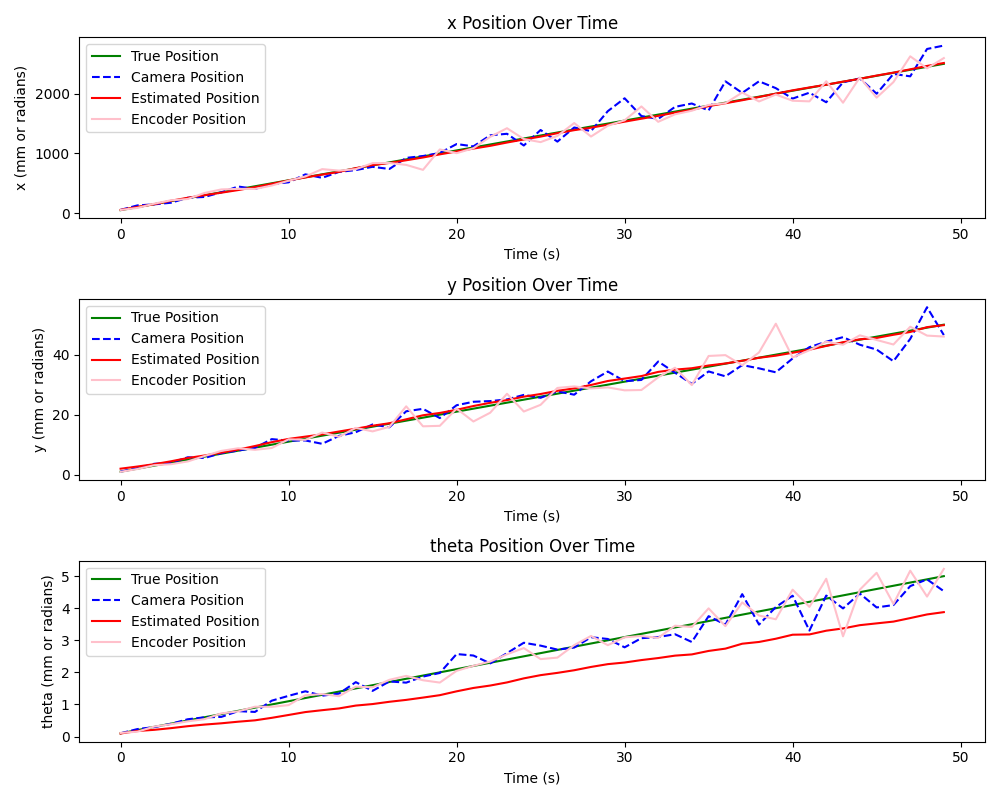 x Position Over Time
x (mm or radians)
2000
1000
0
True Position
Camera Position
Estimated Position
Encoder Position
0 10 20 30 40 50
Time (s)
y Position Over Time
y (mm or radians)
40
20
0
True Position
Camera Position
Estimated Position
Encoder Position
0 10 20 30 40 50
Time (s)
theta Position Over Time
theta (mm or radians)
5
4
3
2
1
0
True Position
Camera Position
Estimated Position
Encoder Position
0 10 20 30 40 50
Time (s)